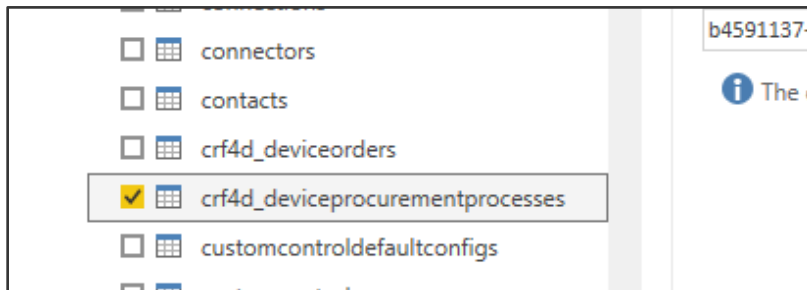 connectors
contacts
crf4d_deviceorders
crf4d_deviceprocurementprocesses
customcontroldefaultconfigs
b4591137-
The